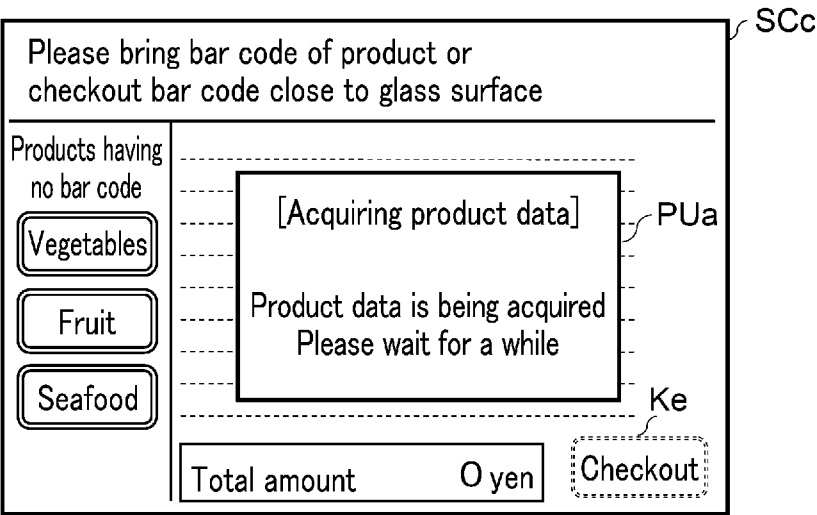 SCc
Please bring bar code of product or
checkout bar code close to glass surface
Products having
no bar code
Vegetables
Fruit
Seafood
[Acquiring product data]
Product data is being acquired
Please wait for a while
PUa
Ke
Total amount 0 yen
Checkout